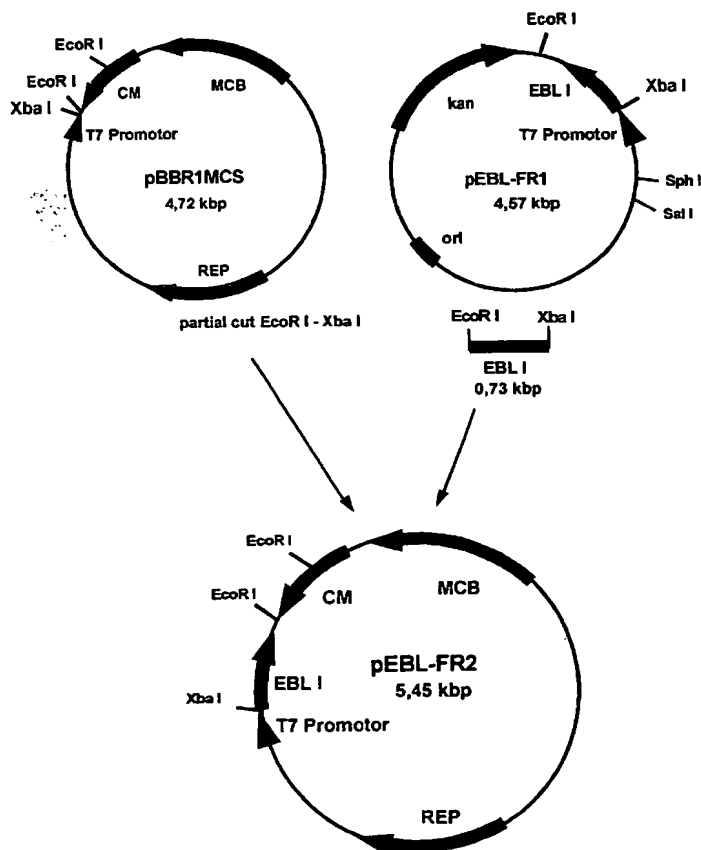 EcoR I
EcoR I
Xba I
CM
MCB
T7 Promotor
pBBR1MCS
4,72 kbp
REP
partial cut EcoR I - Xba I
EcoR I
kan
EBL I
Xba I
T7 Promotor
pEBL-FR1
4,57 kbp
Sph I
Sal I
ori
EcoR I
Xba I
EBL I
0,73 kbp
EcoR I
EcoR I
CM
MCB
pEBL-FR2
5,45 kbp
EBL I
Xba I
T7 Promotor
REP